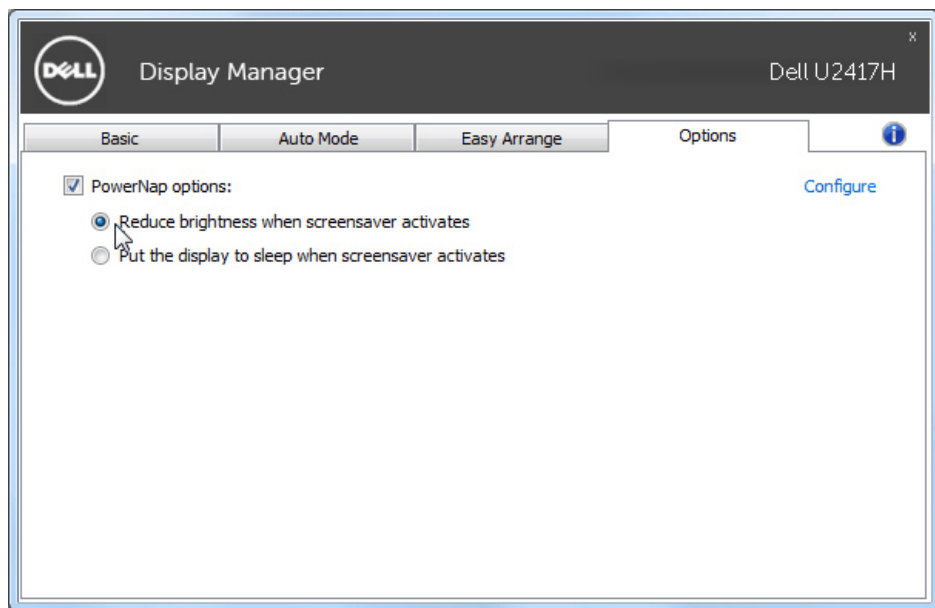 x
DELL Display Manager Dell U2417H
Basic Auto Mode Easy Arrange Options i
PowerNap options: Configure
Reduce brightness when screensaver activates
Put the display to sleep when screensaver activates